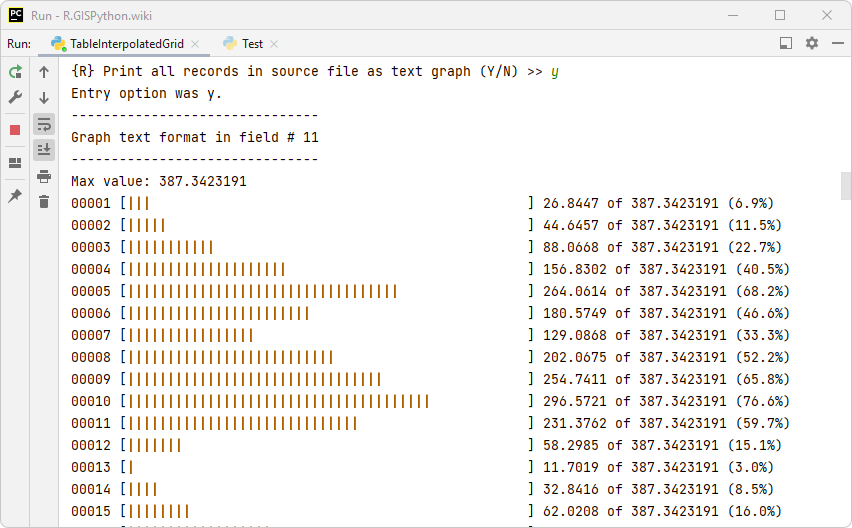 PC Run - R.GISPython.wiki
Run: TableInterpolatedGrid Test
{R} Print all records in source file as text graph (Y/N) >> y
Entry option was y.
-------------------------------
Graph text format in field # 11
-------------------------------
Max value: 387.3423191
00001 [||| ] 26.8447 of 387.3423191 (6.9%)
00002 [||||| ] 44.6457 of 387.3423191 (11.5%)
00003 [||||||||||| ] 88.0668 of 387.3423191 (22.7%)
00004 [|||||||||||||||||||| ] 156.8302 of 387.3423191 (40.5%)
00005 [|||||||||||||||||||||||||||||||||| ] 264.0614 of 387.3423191 (68.2%)
00006 [||||||||||||||||||||||| ] 180.5749 of 387.3423191 (46.6%)
00007 [|||||||||||||||| ] 129.0868 of 387.3423191 (33.3%)
00008 [|||||||||||||||||||||||||| ] 202.0675 of 387.3423191 (52.2%)
00009 [|||||||||||||||||||||||||||||||| ] 254.7411 of 387.3423191 (65.8%)
00010 [|||||||||||||||||||||||||||||||||||||| ] 296.5721 of 387.3423191 (76.6%)
00011 [||||||||||||||||||||||||||||| ] 231.3762 of 387.3423191 (59.7%)
00012 [||||||| ] 58.2985 of 387.3423191 (15.1%)
00013 [| ] 11.7019 of 387.3423191 (3.0%)
00014 [|||| ] 32.8416 of 387.3423191 (8.5%)
00015 [|||||||| ] 62.0208 of 387.3423191 (16.0%)